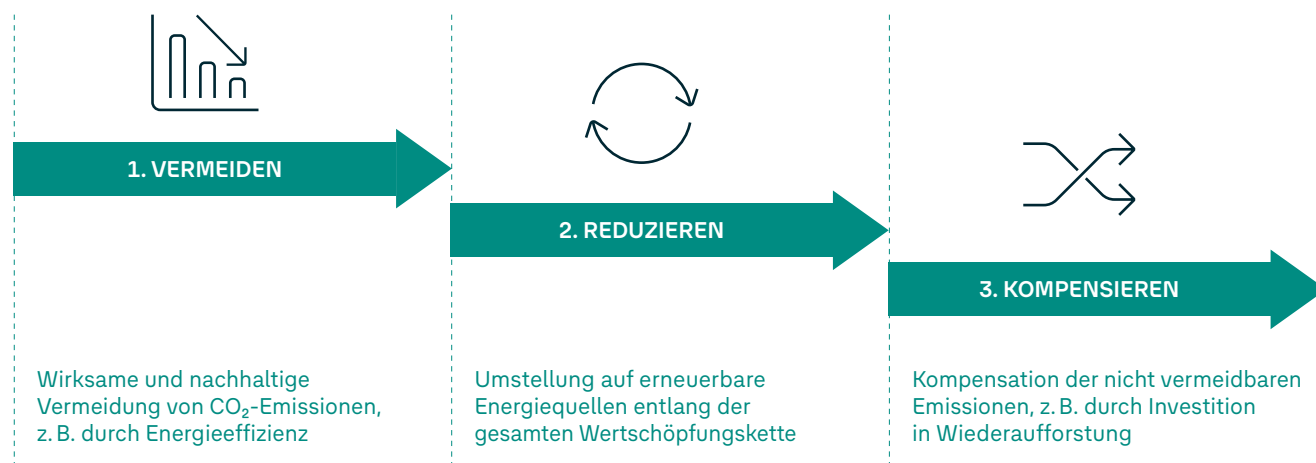 1. VERMEIDEN
2. REDUZIEREN
3. KOMPENSIEREN
Wirksame und nachhaltige
Vermeidung von CO₂-Emissionen,
z. B. durch Energieeffizienz
Umstellung auf erneuerbare
Energiequellen entlang der
gesamten Wertschöpfungskette
Kompensation der nicht vermeidbaren
Emissionen, z. B. durch Investition
in Wiederaufforstung